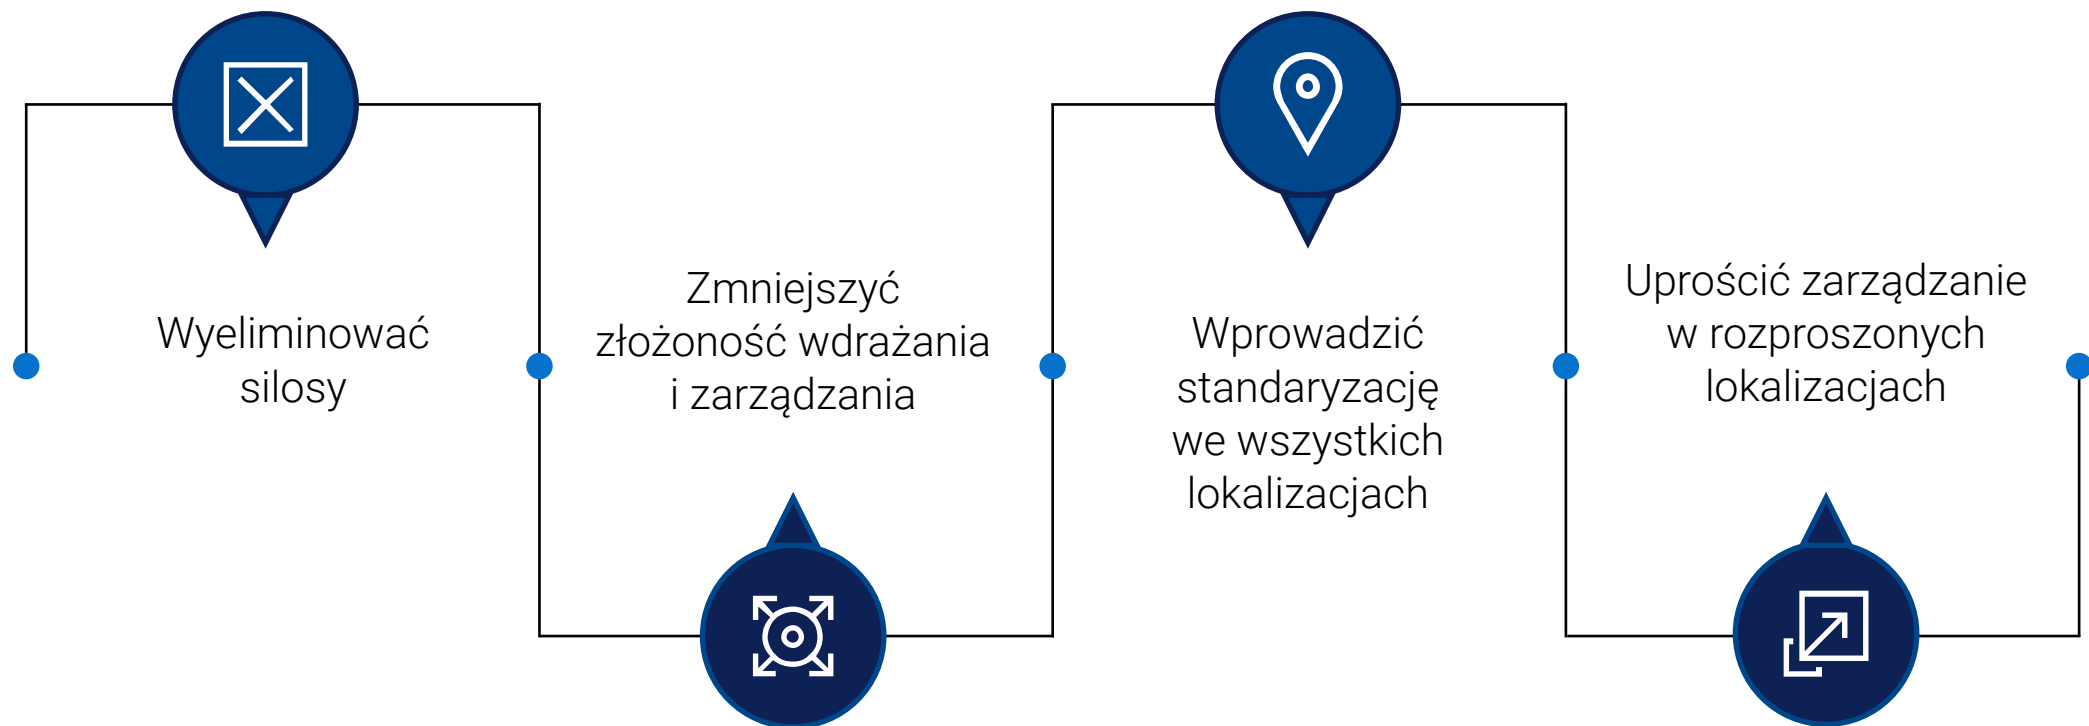 Wyeliminować
silosy
Zmniejszyć
złożoność wdrażania
i zarządzania
Wprowadzić
standaryzację
we wszystkich
lokalizacjach
Uprościć zarządzanie
w rozproszonych
lokalizacjach